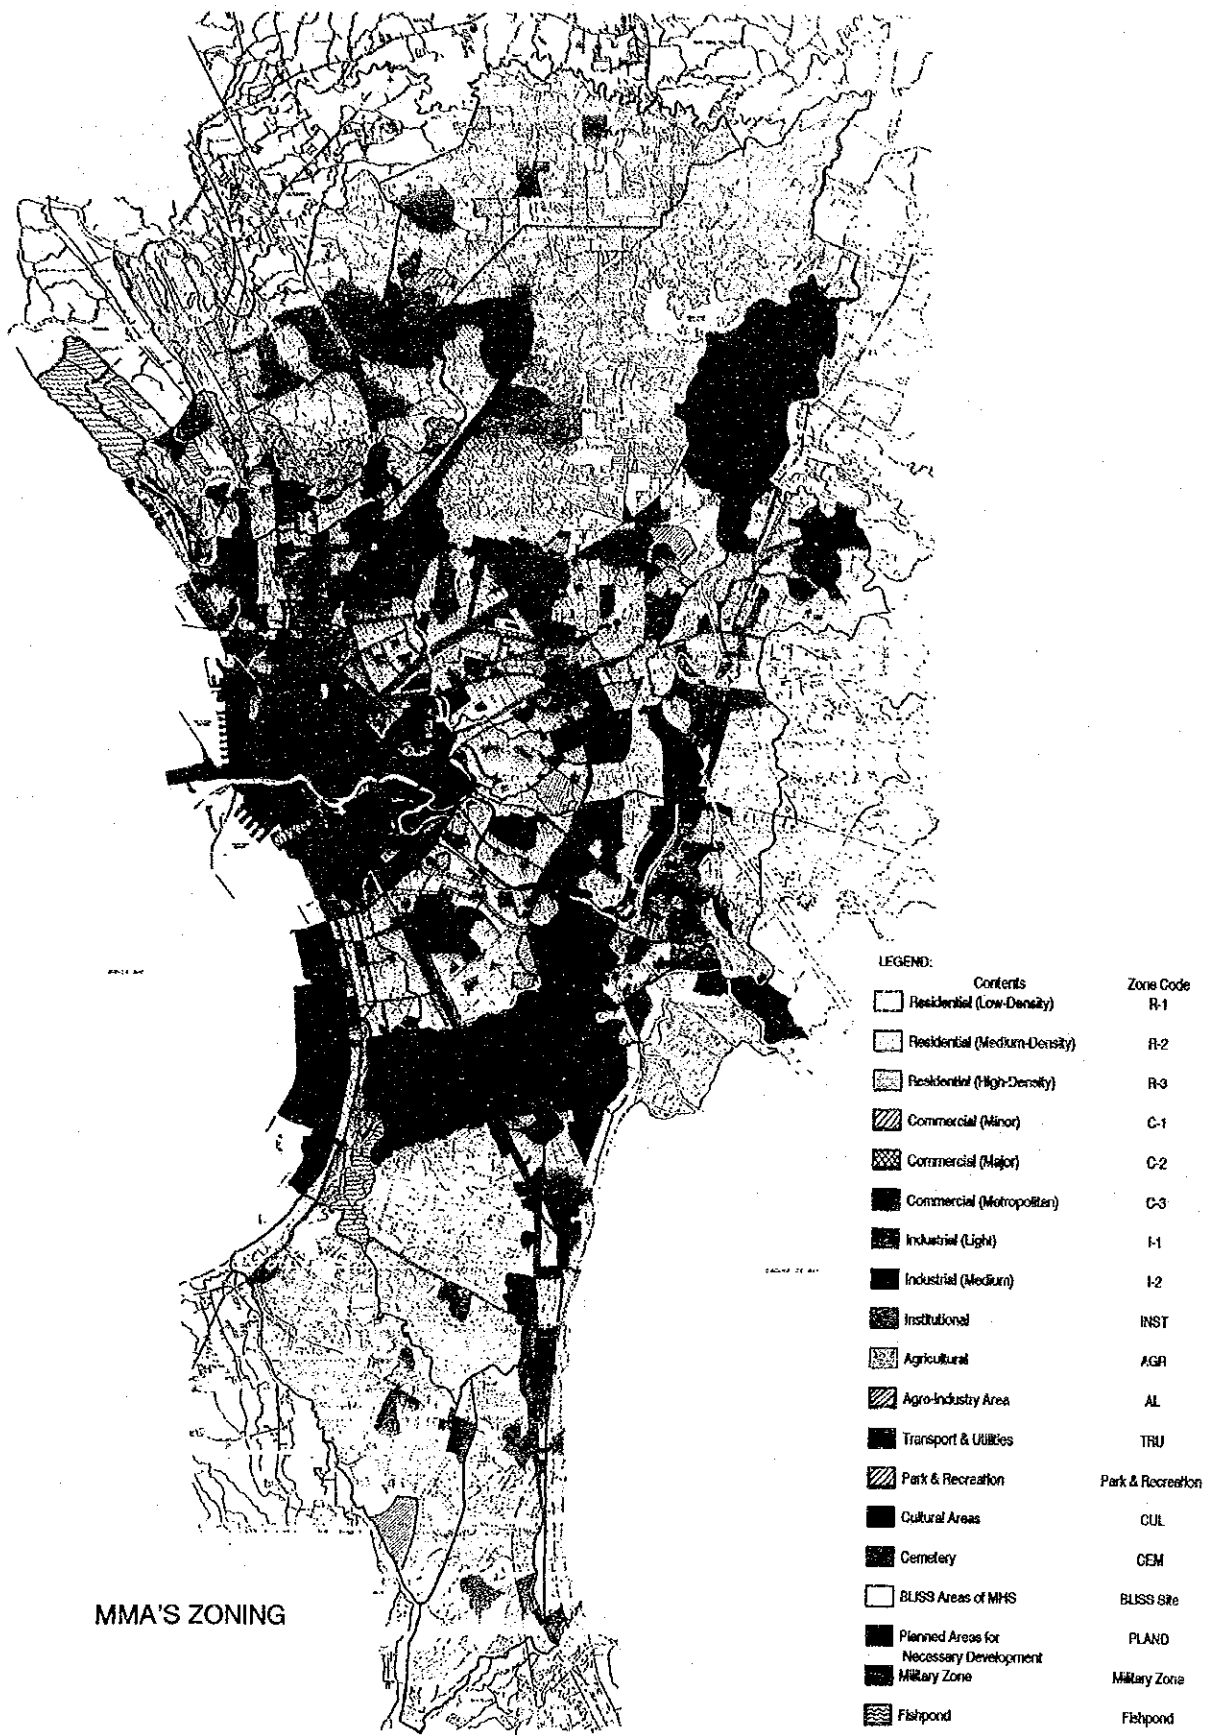 LEGEND:
Contents Zone Code
Residential (Low-Density) R-1
Residential (Medium-Density) R-2
Residential (High-Density) R-3
Commercial (Minor) C-1
Commercial (Major) C-2
Commercial (Metropolitan) C-3
Industrial (Light) I-1
Industrial (Medium) I-2
Institutional INST
Agricultural AGR
Agro-Industry Area AL
Transport & Utilities TRU
Park & Recreation Park & Recreation
Cultural Areas CUL
Cemetery CEM
BLISS Areas of MHS BLISS Site
Planned Areas for PLAND
Necessary Development
Military Zone Military Zone
Fishpond Fishpond
MMA'S ZONING